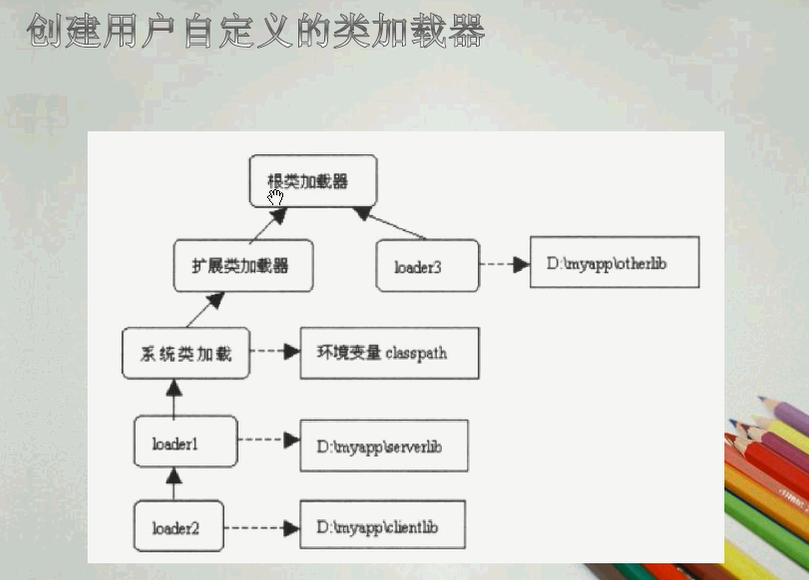 创建用户自定义的类加载器
根类加载器
扩展类加载器
loader3
D:\myapp\otherlib
系统类加载
环境变量 classpath
loader1
D:\myapp\serverlib
loader2
D:\myapp\clientlib